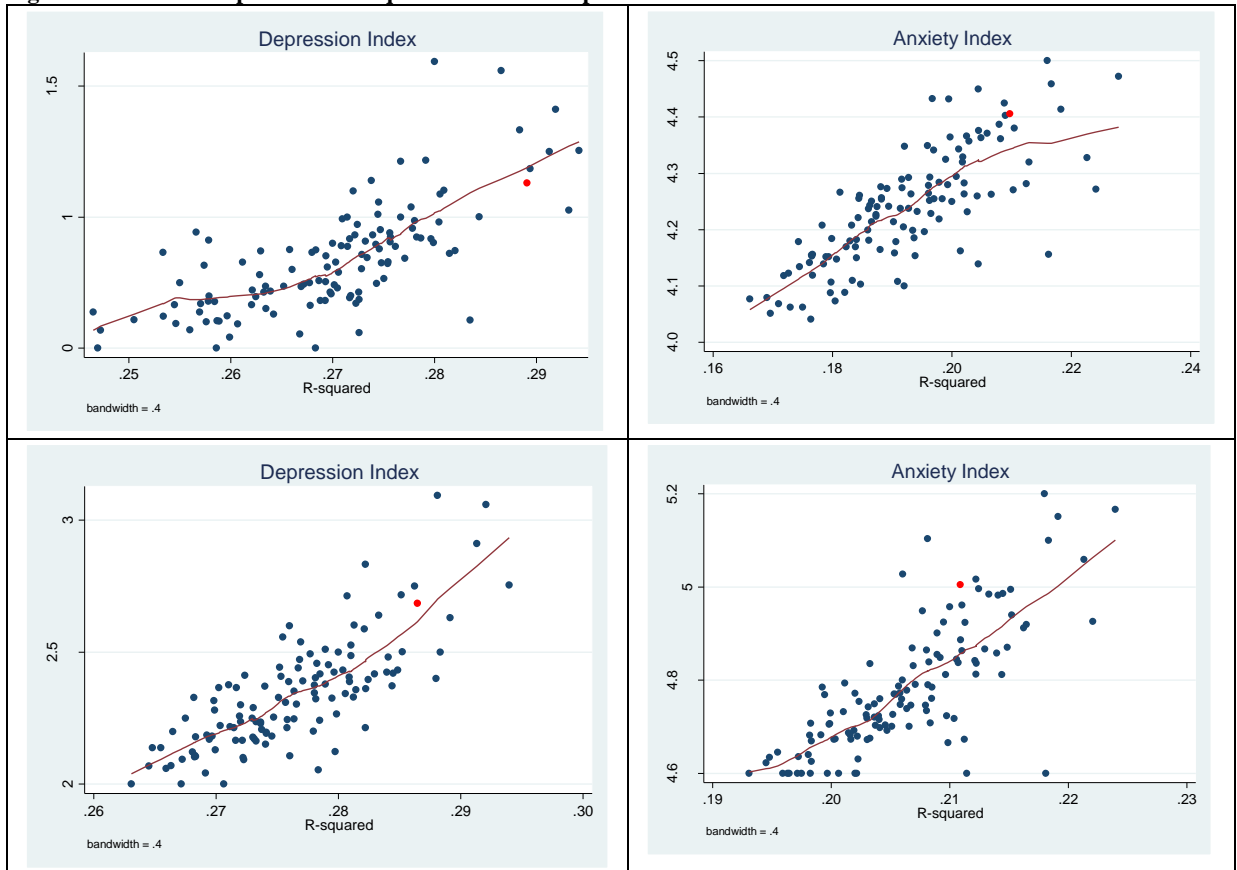 Depression Index
1.5
1
0
.25 .26 .27 .28 .29
R-squared
bandwidth = .4
Anxiety Index
4.5
4.4
4.3
4.2
4.1
4.0
.16 .18 .20 .22 .24
R-squared
bandwidth = .4
Depression Index
3
2.5
2
.26 .27 .28 .29 .30
R-squared
bandwidth = .4
Anxiety Index
5.2
5
4.8
4.6
.19 .20 .21 .22 .23
R-squared
bandwidth = .4